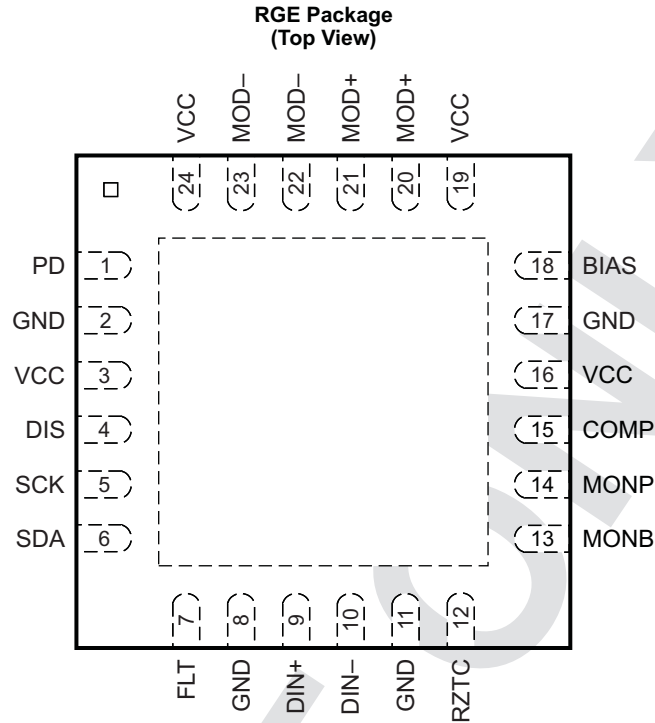 RGE Package
(Top View)
VCC
MOD–
MOD–
MOD+
MOD+
VCC
24
23
22
21
20
19
PD 1
GND 2
VCC 3
DIS 4
SCK 5
SDA 6
18 BIAS
17 GND
16 VCC
15 COMP
14 MONP
13 MONB
7
8
9
10
11
12
FLT
GND
DIN+
DIN–
GND
RZTC